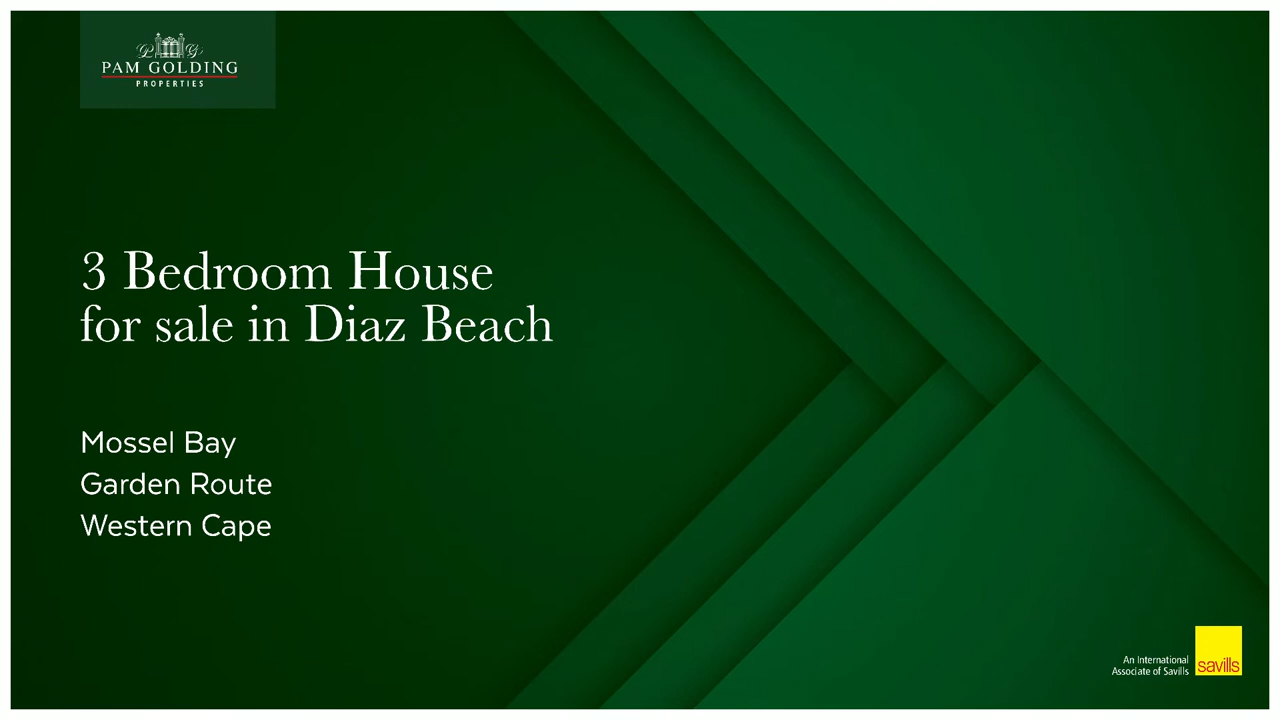 P G
PAM GOLDING
PROPERTIES
3 Bedroom House
for sale in Diaz Beach
Mossel Bay
Garden Route
Western Cape
An International
Associate of Savills
savills